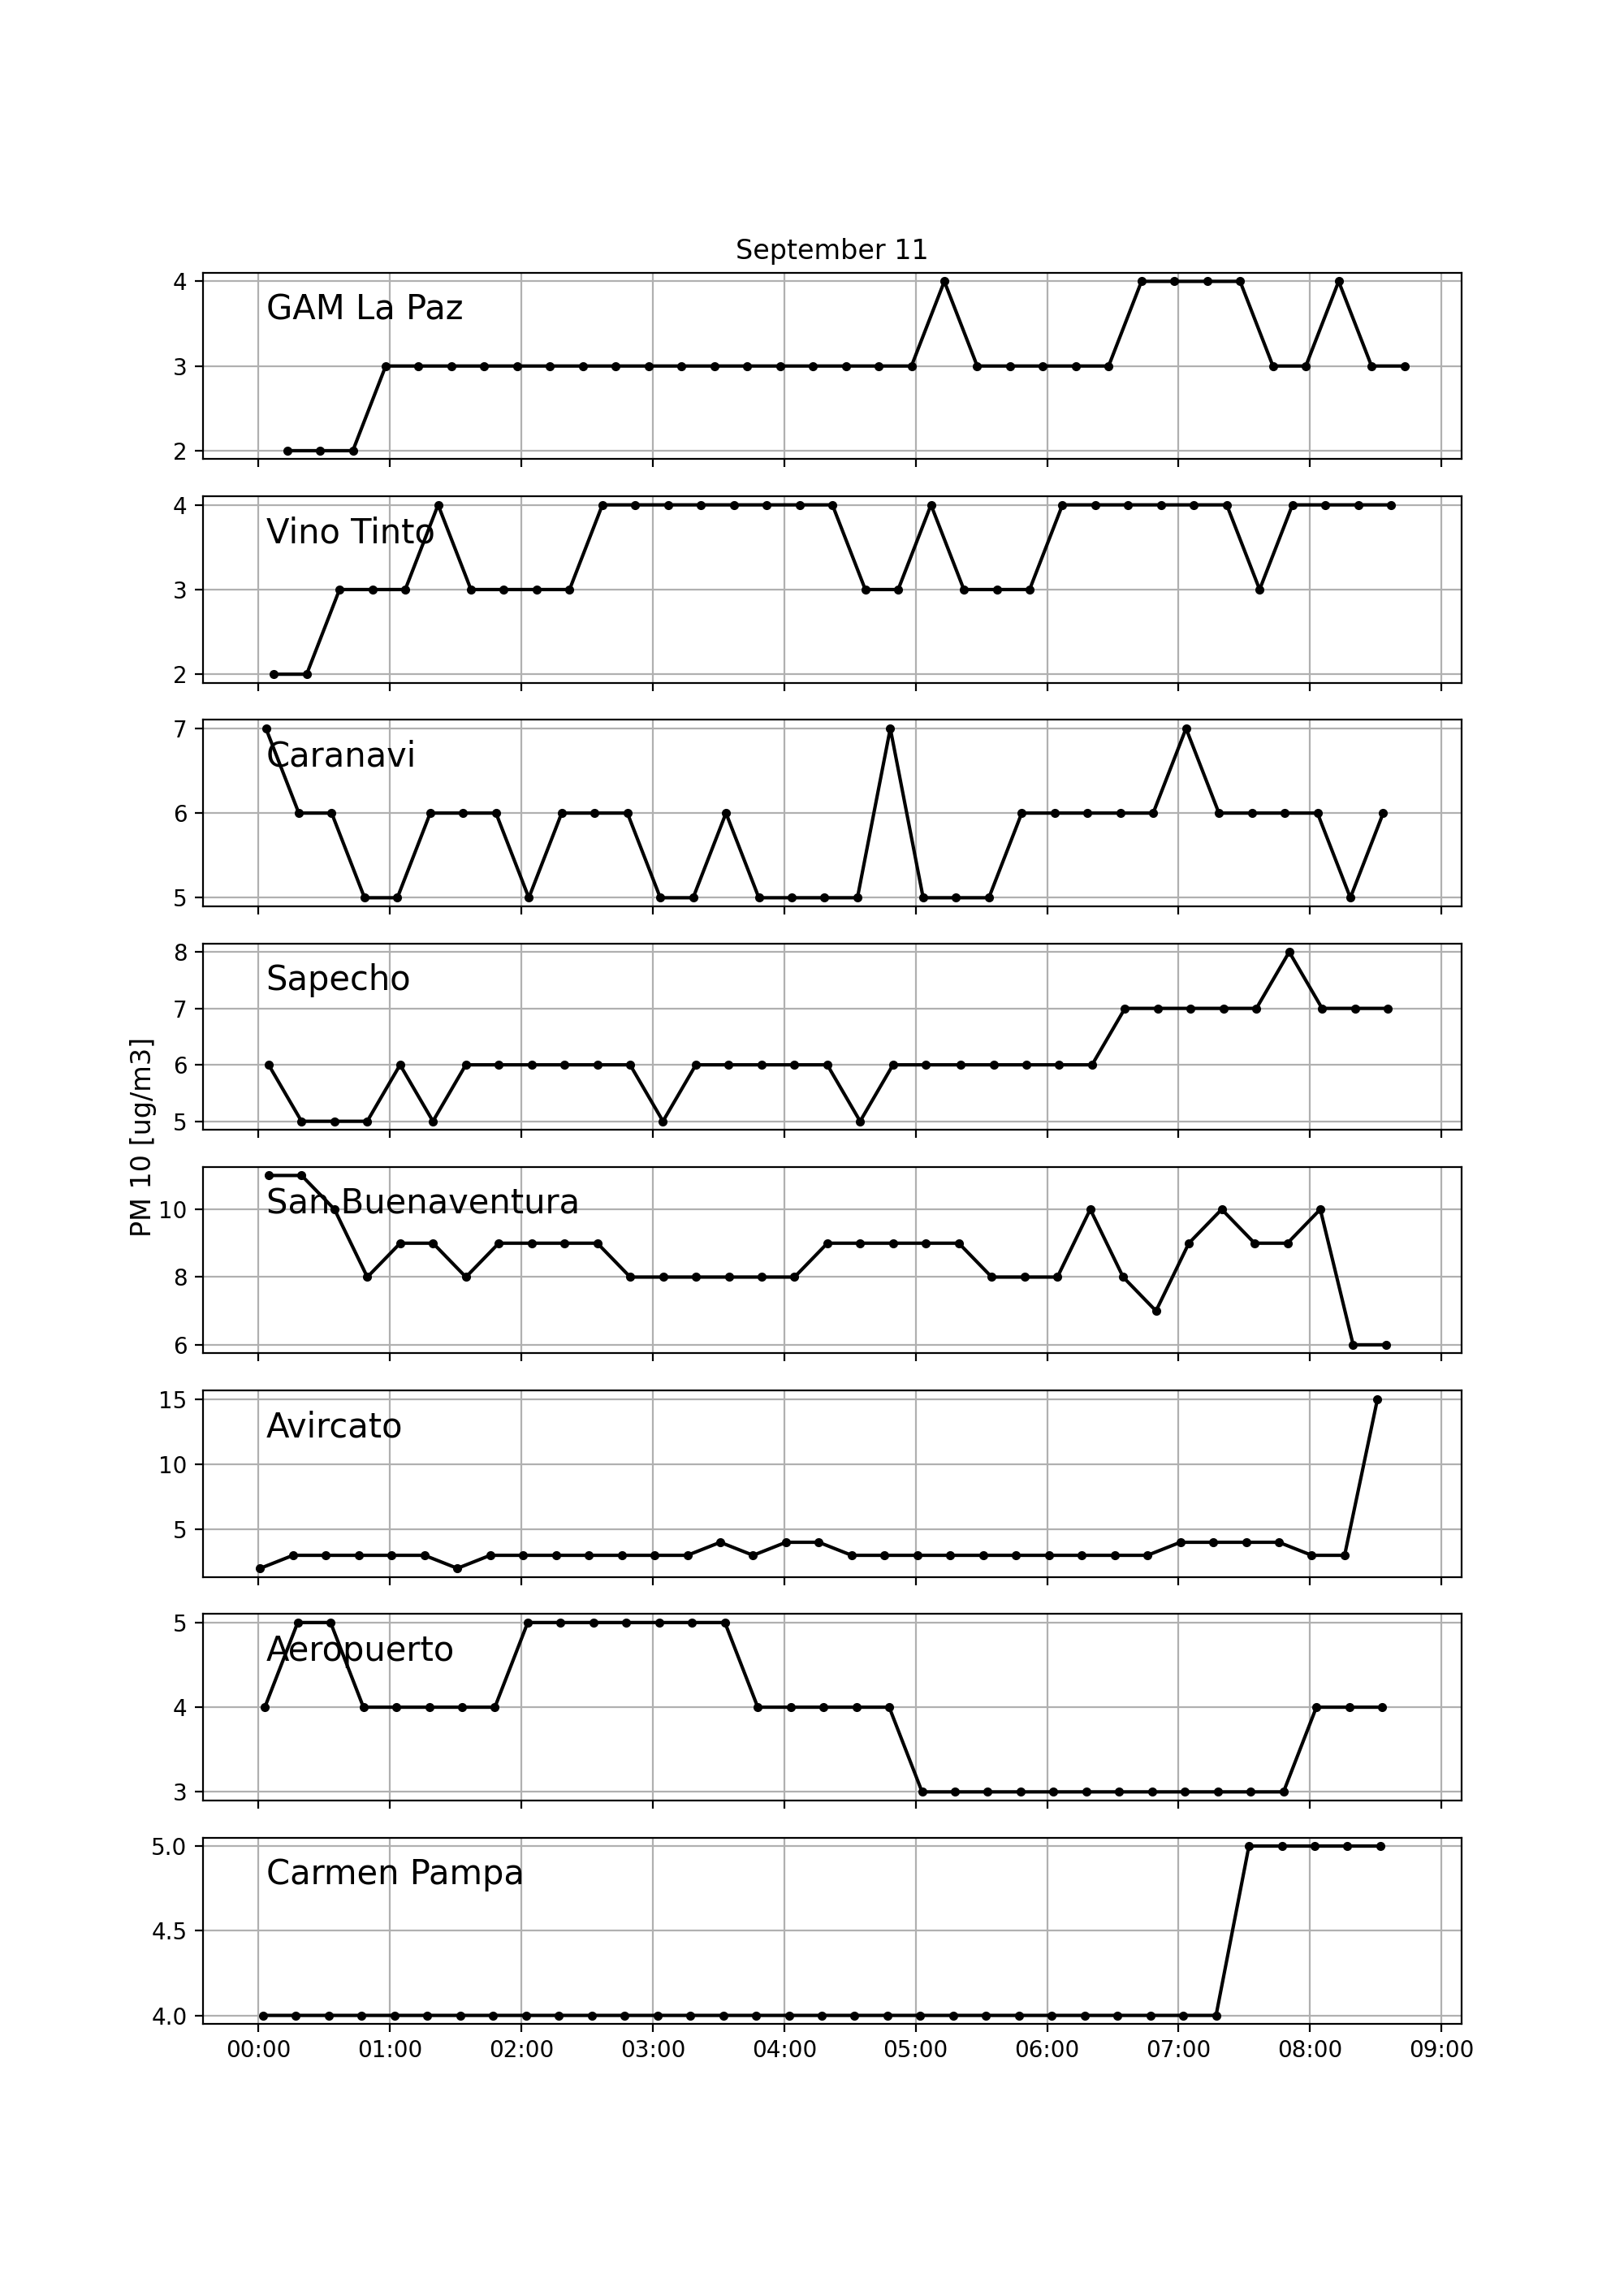 September 11
4
GAM La Paz
3
2
4
Vino Tinto
3
2
7
Caranavi
6
5
8
Sapecho
7
6
5
PM 10 [ug/m3]
San Buenaventura
10
8
6
15
Avircato
10
5
5
Aeropuerto
4
3
5.0
Carmen Pampa
4.5
4.0
00:00 01:00 02:00 03:00 04:00 05:00 06:00 07:00 08:00 09:00